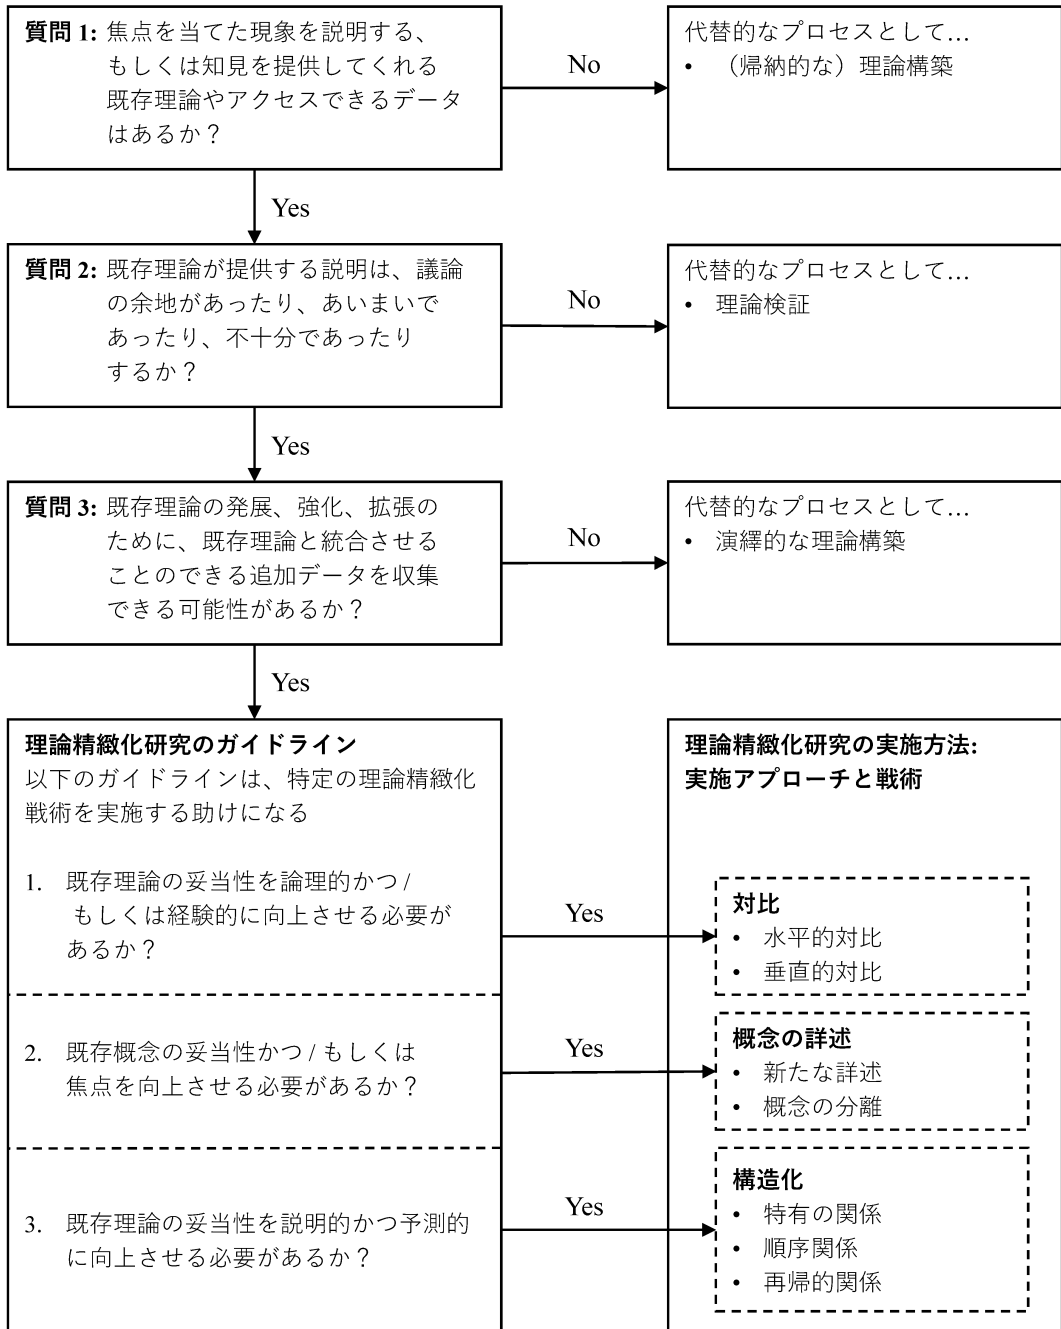 質問 1: 焦点を当てた現象を説明する、
もしくは知見を提供してくれる
既存理論やアクセスできるデータ
はあるか？
No
代替的なプロセスとして…
• （帰納的な）理論構築
Yes
質問 2: 既存理論が提供する説明は、議論
の余地があったり、あいまいで
あったり、不十分であったり
するか？
No
代替的なプロセスとして…
• 理論検証
Yes
質問 3: 既存理論の発展、強化、拡張の
ために、既存理論と統合させる
ことのできる追加データを収集
できる可能性があるか？
No
代替的なプロセスとして…
• 演繹的な理論構築
Yes
理論精緻化研究のガイドライン
以下のガイドラインは、特定の理論精緻化
戦術を実施する助けになる
1. 既存理論の妥当性を論理的かつ /
もしくは経験的に向上させる必要が
あるか？
2. 既存概念の妥当性かつ / もしくは
焦点を向上させる必要があるか？
3. 既存理論の妥当性を説明的かつ予測的
に向上させる必要があるか？
Yes
Yes
Yes
理論精緻化研究の実施方法:
実施アプローチと戦術
対比
• 水平的対比
• 垂直的対比
概念の詳述
• 新たな詳述
• 概念の分離
構造化
• 特有の関係
• 順序関係
• 再帰的関係